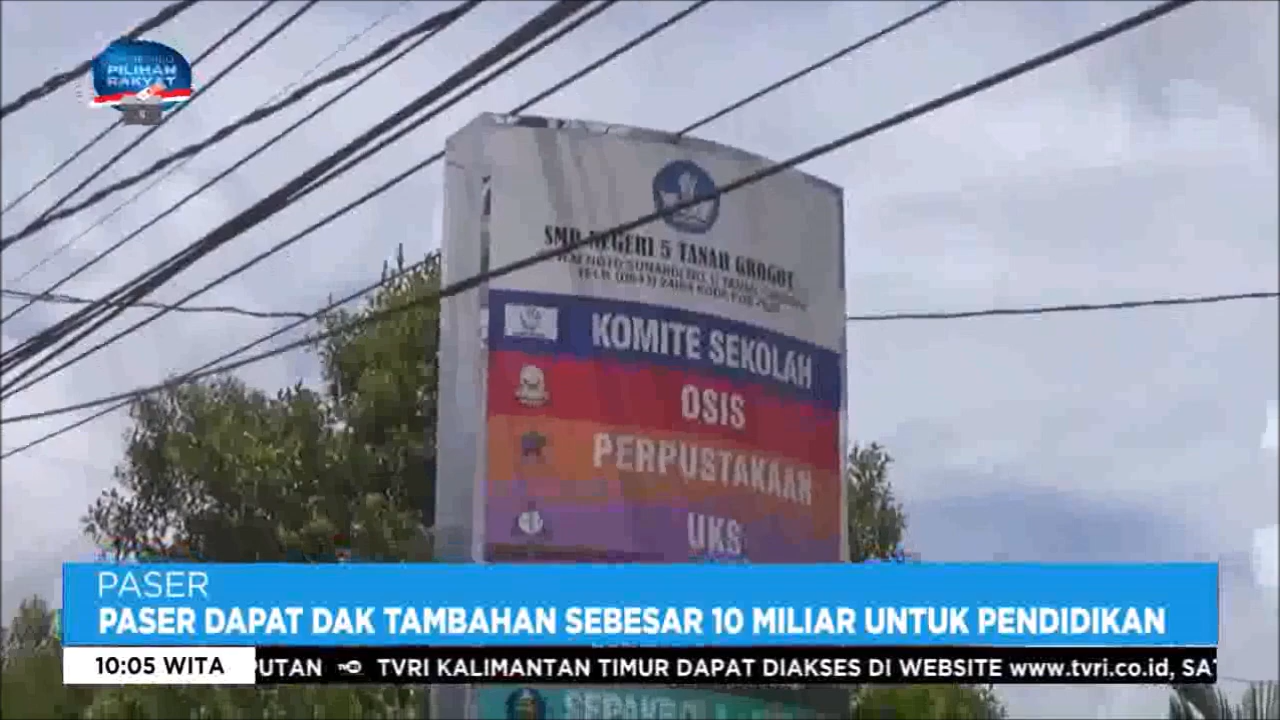 PILIHAN
RAKYAT
SMP NEGERI 5 TANAH GROGOT
KOMITE SEKOLAH
OSIS
PERPUSTAKAAN
UKS
PASER
PASER DAPAT DAK TAMBAHAN SEBESAR 10 MILIAR UNTUK PENDIDIKAN
10:05 WITA
PUTAN TVRI KALIMANTAN TIMUR DAPAT DIAKSES DI WEBSITE www.tvri.co.id, SAT